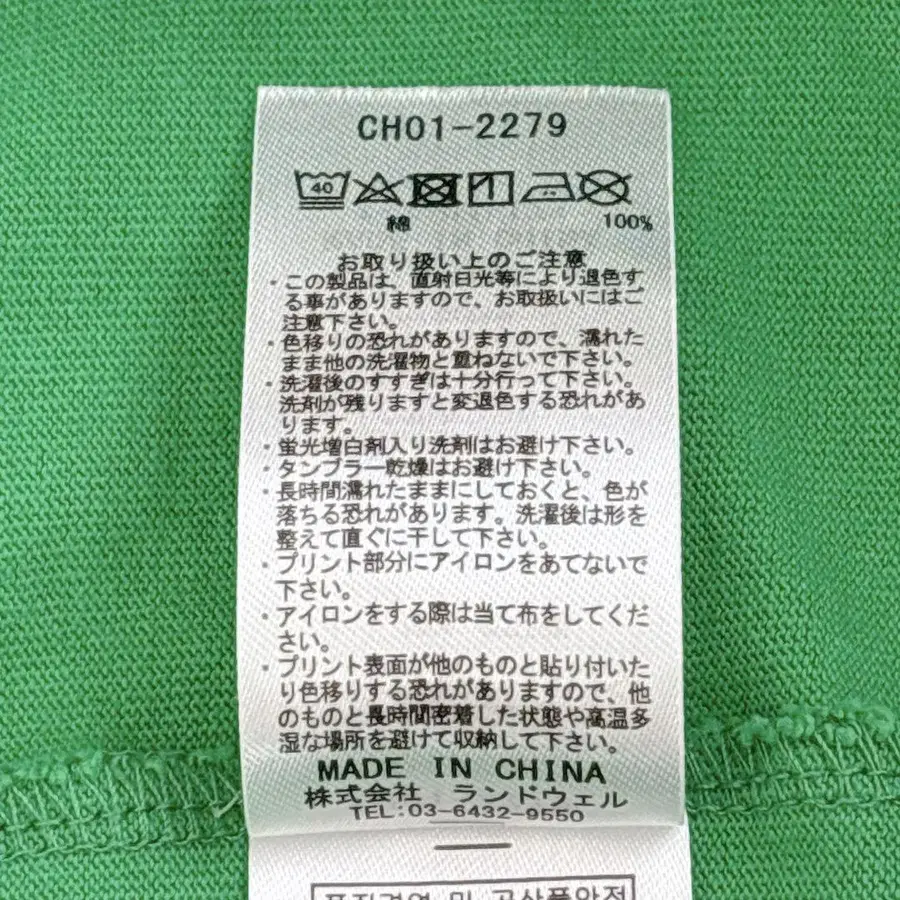 CH01-2279
40
綿 100%
お取り扱い上のご注意
・この製品は、直射日光等により退色す
る事がありますので、お取扱いにはご
注意下さい。
・色移りの恐れがありますので、濡れた
まま他の洗濯物と重ねないで下さい。
・洗濯後のすすぎは十分行って下さい。
洗剤が残りますと変退色する恐れがあ
ります。
・蛍光増白剤入り洗剤はお避け下さい。
・タンブラー乾燥はお避け下さい。
・長時間濡れたままにしておくと、色が
落ちる恐れがあります。洗濯後は形を
整えて直ぐに干して下さい。
・プリント部分にアイロンをあてないで
下さい。
・アイロンをする際は当て布をしてくだ
さい。
・プリント表面が他のものと貼り付いた
り色移りする恐れがありますので、他
のものと長時間密着した状態や高温多
湿な場所を避けて収納して下さい。
MADE IN CHINA
株式会社 ランドウェル
TEL:03-6432-9550